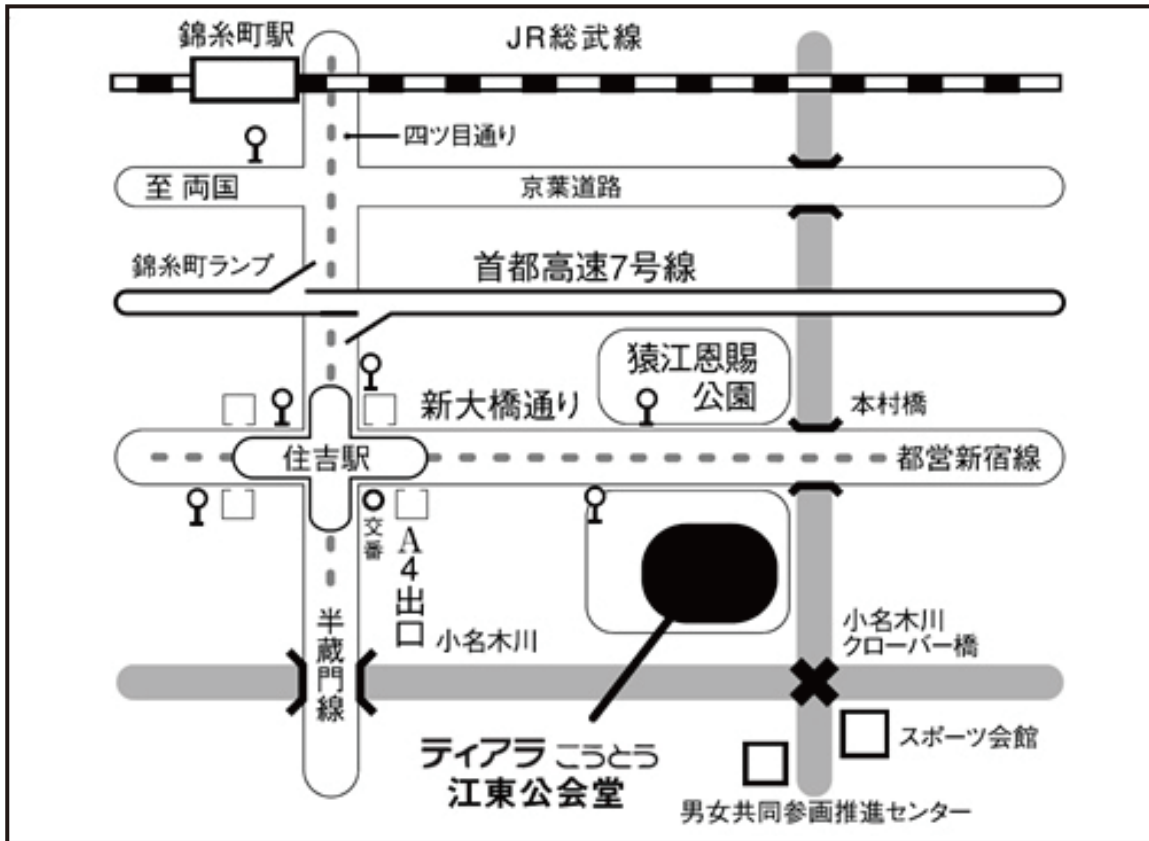 錦糸町駅
JR総武線
四ツ目通り
至 両国
京葉道路
錦糸町ランプ
首都高速7号線
猿江恩賜
公園
新大橋通り
本村橋
住吉駅
都営新宿線
交番
A4出口
半蔵門線
小名木川
小名木川
クローバー橋
スポーツ会館
ティアラこうとう
江東公会堂
男女共同参画推進センター